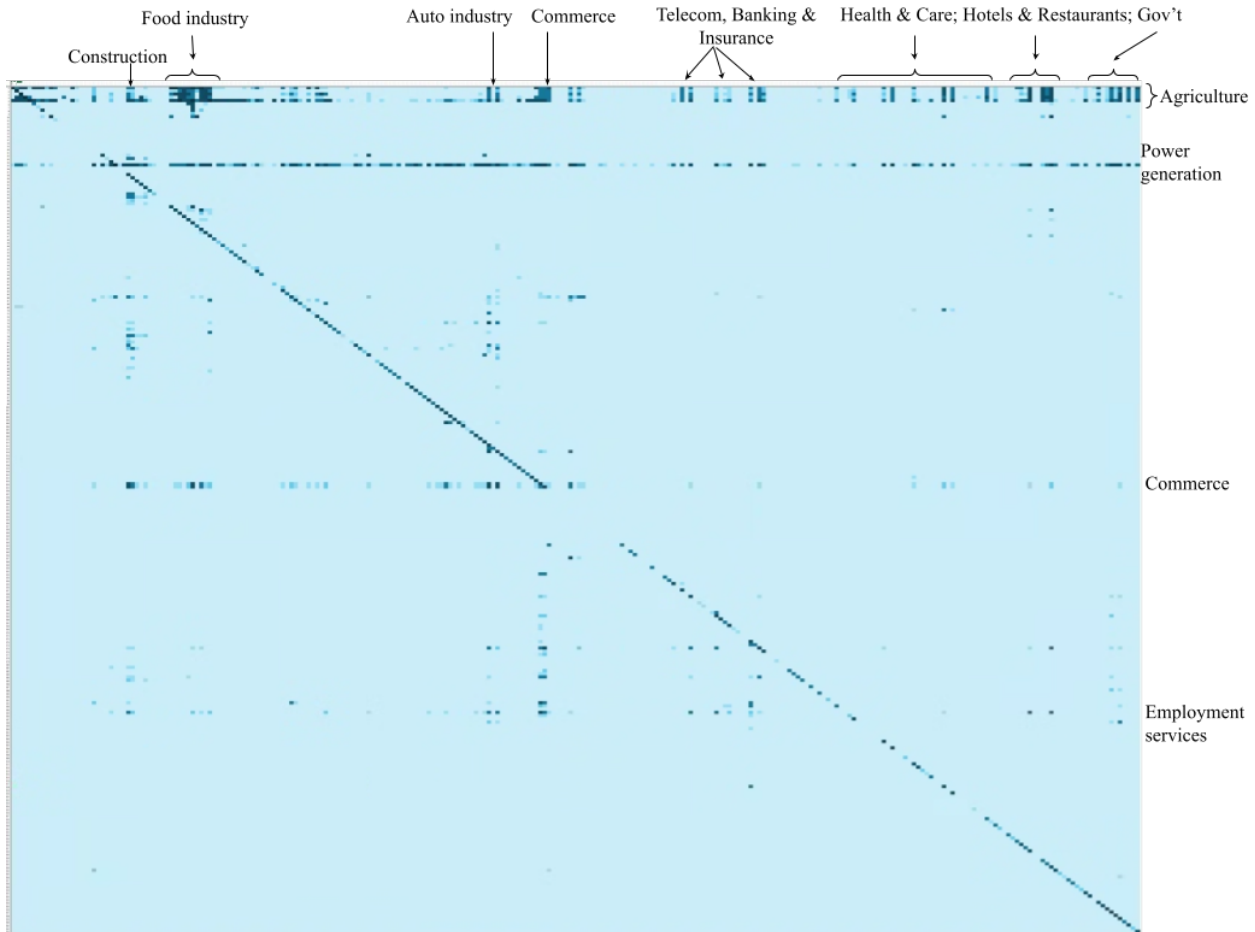 Food industry
Auto industry
Commerce
Telecom, Banking &
Insurance
Health & Care; Hotels & Restaurants; Gov't
Construction
Agriculture
Power
generation
Commerce
Employment
services